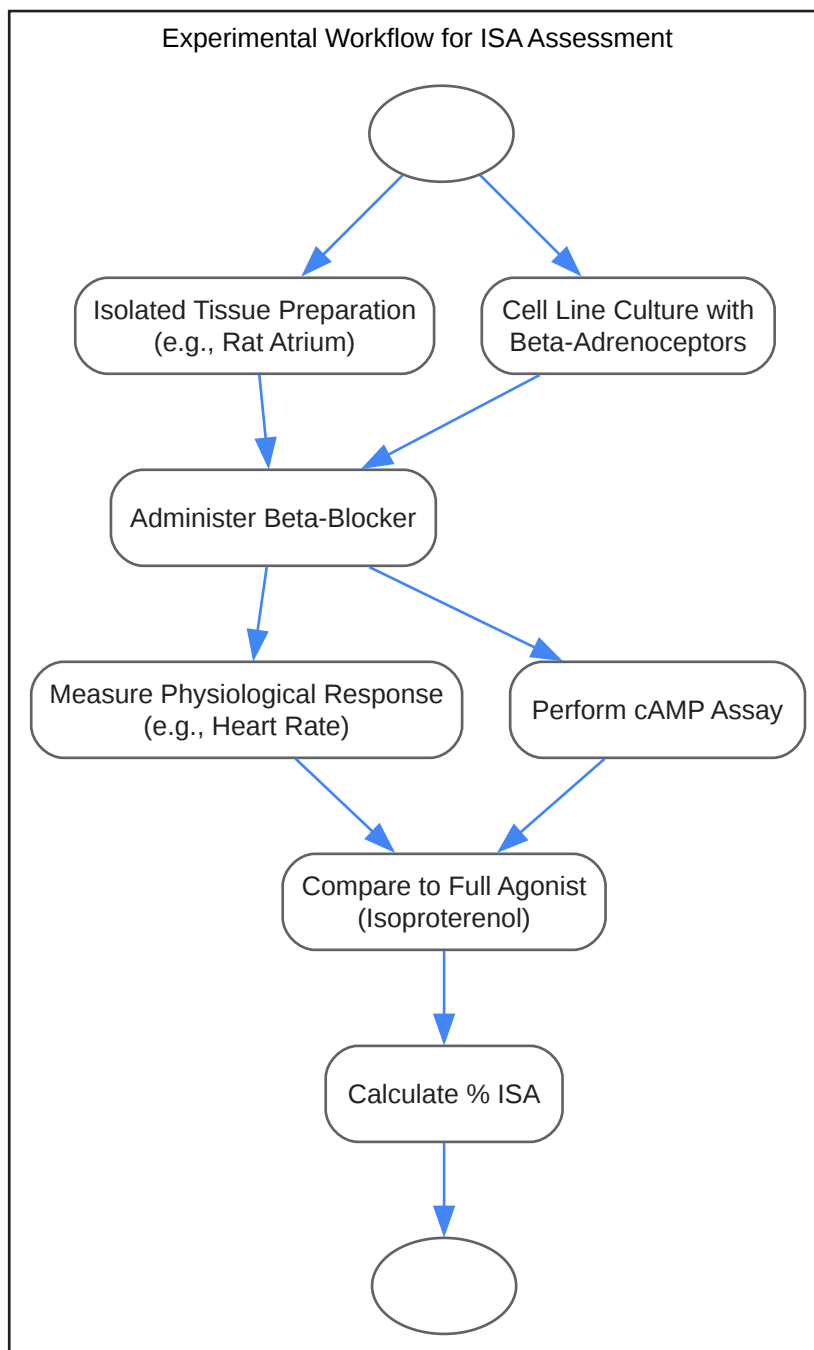 Experimental Workflow for ISA Assessment
Isolated Tissue Preparation
(e.g., Rat Atrium)
Cell Line Culture with
Beta-Adrenoceptors
Administer Beta-Blocker
Measure Physiological Response
(e.g., Heart Rate)
Perform cAMP Assay
Compare to Full Agonist
(Isoproterenol)
Calculate % ISA